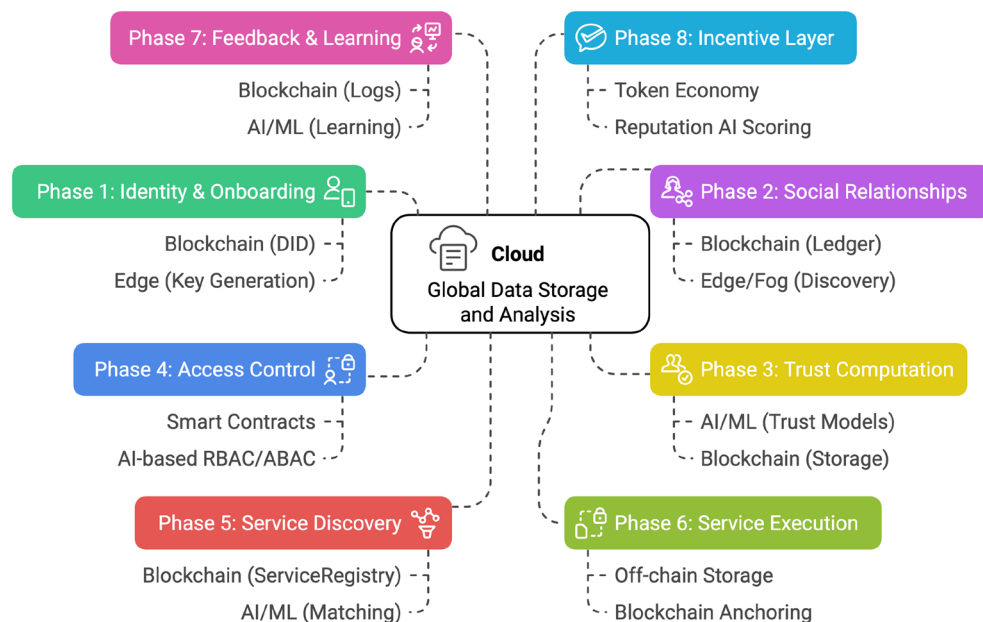 Phase 7: Feedback & Learning
Blockchain (Logs)
AI/ML (Learning)
Phase 8: Incentive Layer
Token Economy
Reputation AI Scoring
Phase 1: Identity & Onboarding
Blockchain (DID)
Edge (Key Generation)
Phase 2: Social Relationships
Blockchain (Ledger)
Edge/Fog (Discovery)
Cloud
Global Data Storage
and Analysis
Phase 4: Access Control
Smart Contracts
AI-based RBAC/ABAC
Phase 3: Trust Computation
AI/ML (Trust Models)
Blockchain (Storage)
Phase 5: Service Discovery
Blockchain (ServiceRegistry)
AI/ML (Matching)
Phase 6: Service Execution
Off-chain Storage
Blockchain Anchoring